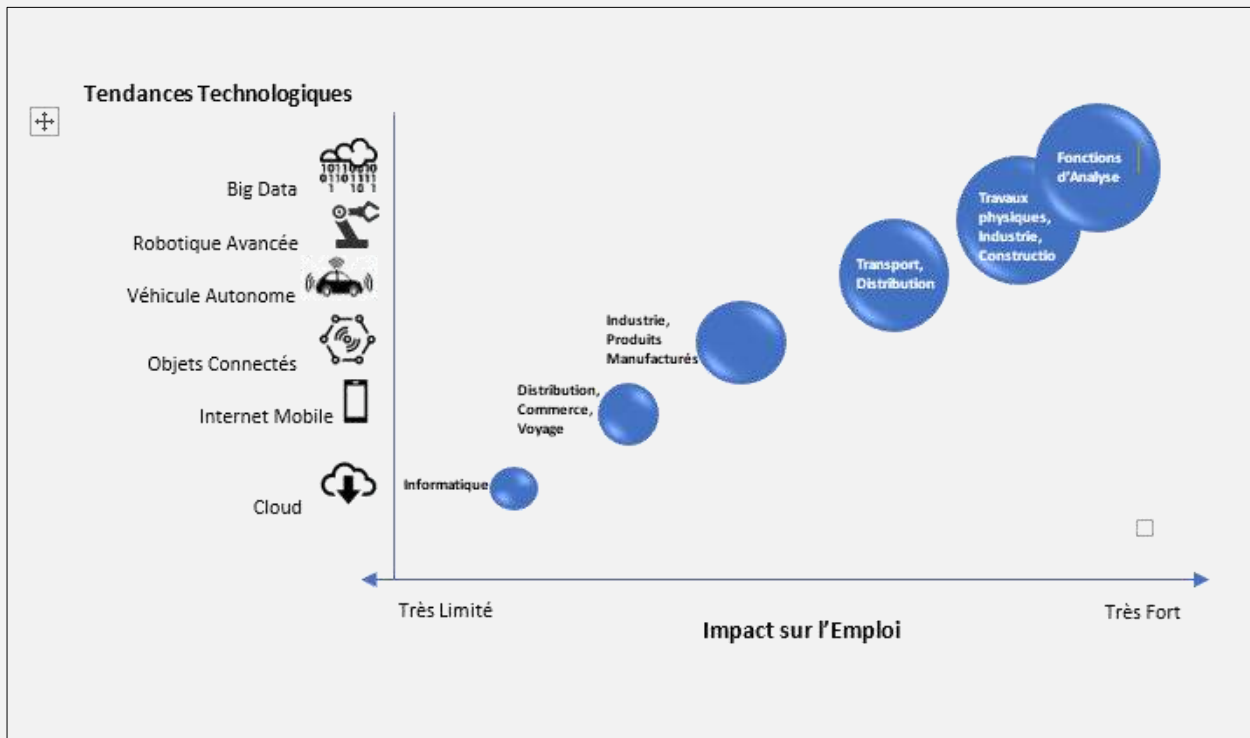 Tendances Technologiques
Big Data
Robotique Avancée
Véhicule Autonome
Objets Connectés
Internet Mobile
Cloud
Fonctions
d'Analyse
Travaux
physiques,
Industrie,
Constructio
Transport,
Distribution
Industrie,
Produits
Manufacturés
Distribution,
Commerce,
Voyage
Informatique
Très Limité
Très Fort
Impact sur l'Emploi